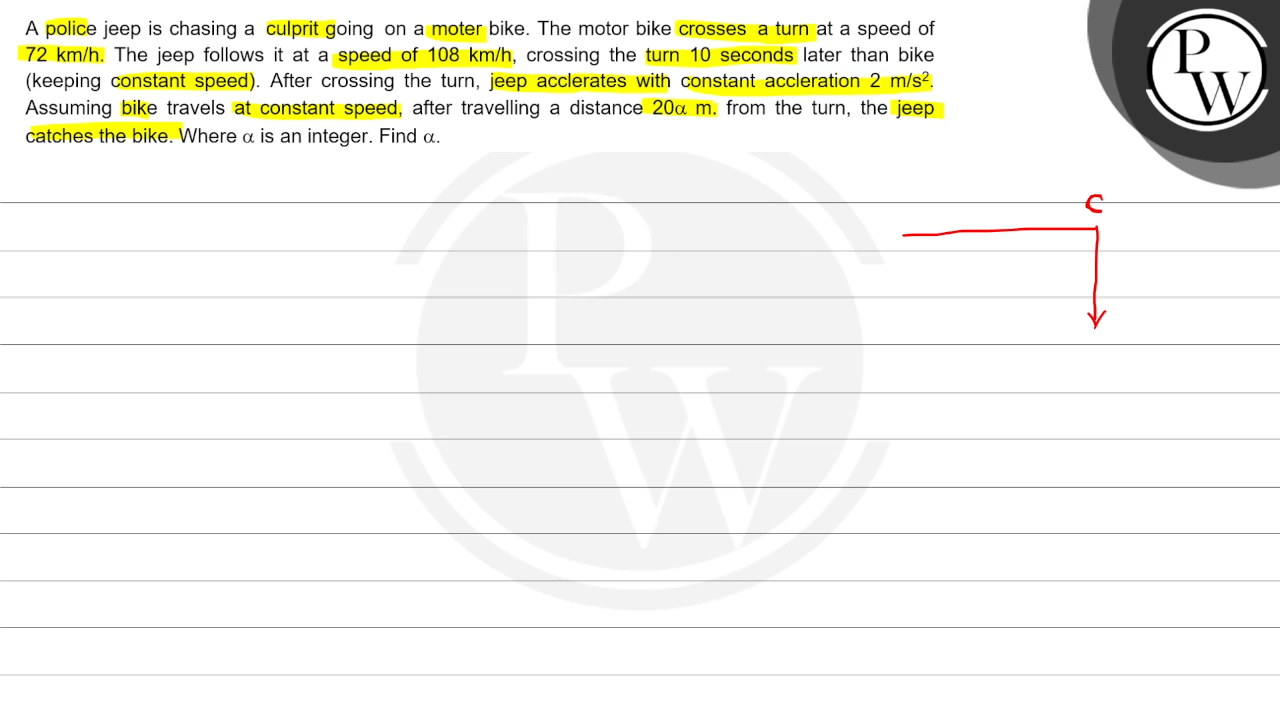 A police jeep is chasing a culprit going on a moter bike. The motor bike crosses a turn at a speed of
72 km/h. The jeep follows it at a speed of 108 km/h, crossing the turn 10 seconds later than bike
(keeping constant speed). After crossing the turn, jeep acclerates with constant accleration 2 m/s².
Assuming bike travels at constant speed, after travelling a distance 20α m. from the turn, the jeep
catches the bike. Where α is an integer. Find α.
P
W
C
P
W